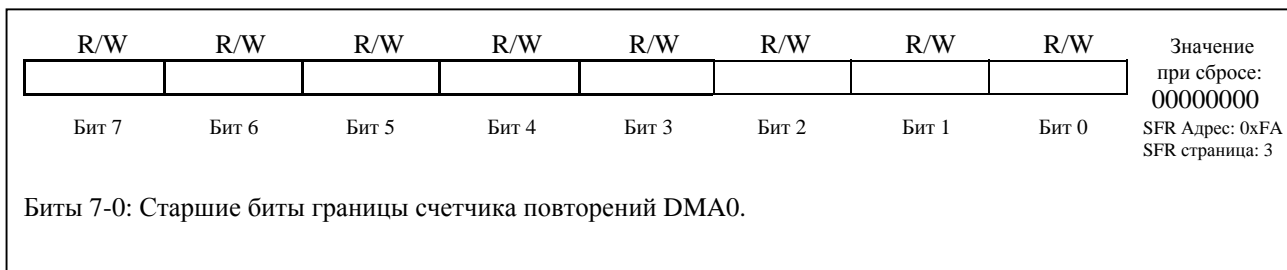 R/W R/W R/W R/W R/W R/W R/W R/W Значение
при сбросе:
00000000
Бит 7 Бит 6 Бит 5 Бит 4 Бит 3 Бит 2 Бит 1 Бит 0 SFR Адрес: 0xFA
SFR страница: 3
Биты 7-0: Старшие биты границы счетчика повторений DMA0.